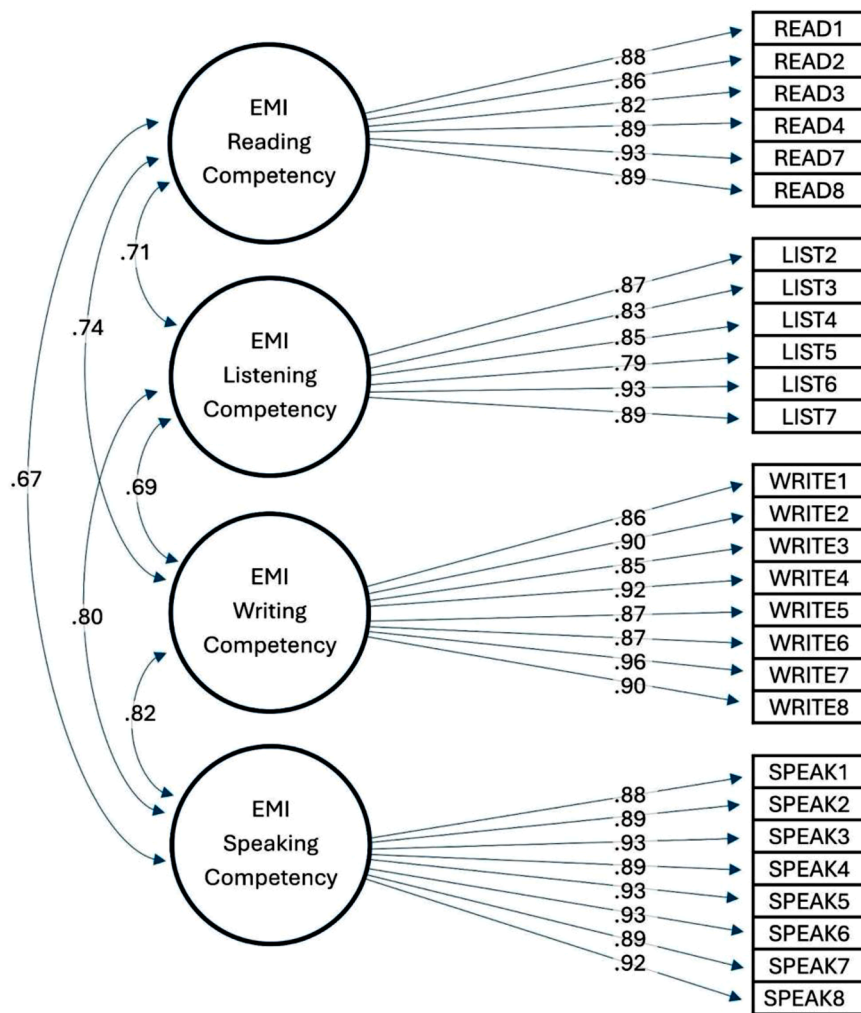 EMI
Reading
Competency
.88
.86
.82
.89
.93
.89
READ1
READ2
READ3
READ4
READ7
READ8
.71
.74
EMI
Listening
Competency
.87
.83
.85
.79
.93
.89
LIST2
LIST3
LIST4
LIST5
LIST6
LIST7
.67
.69
.80
EMI
Writing
Competency
.86
.90
.85
.92
.87
.87
.96
.90
WRITE1
WRITE2
WRITE3
WRITE4
WRITE5
WRITE6
WRITE7
WRITE8
.82
EMI
Speaking
Competency
.88
.89
.93
.89
.93
.93
.89
.92
SPEAK1
SPEAK2
SPEAK3
SPEAK4
SPEAK5
SPEAK6
SPEAK7
SPEAK8